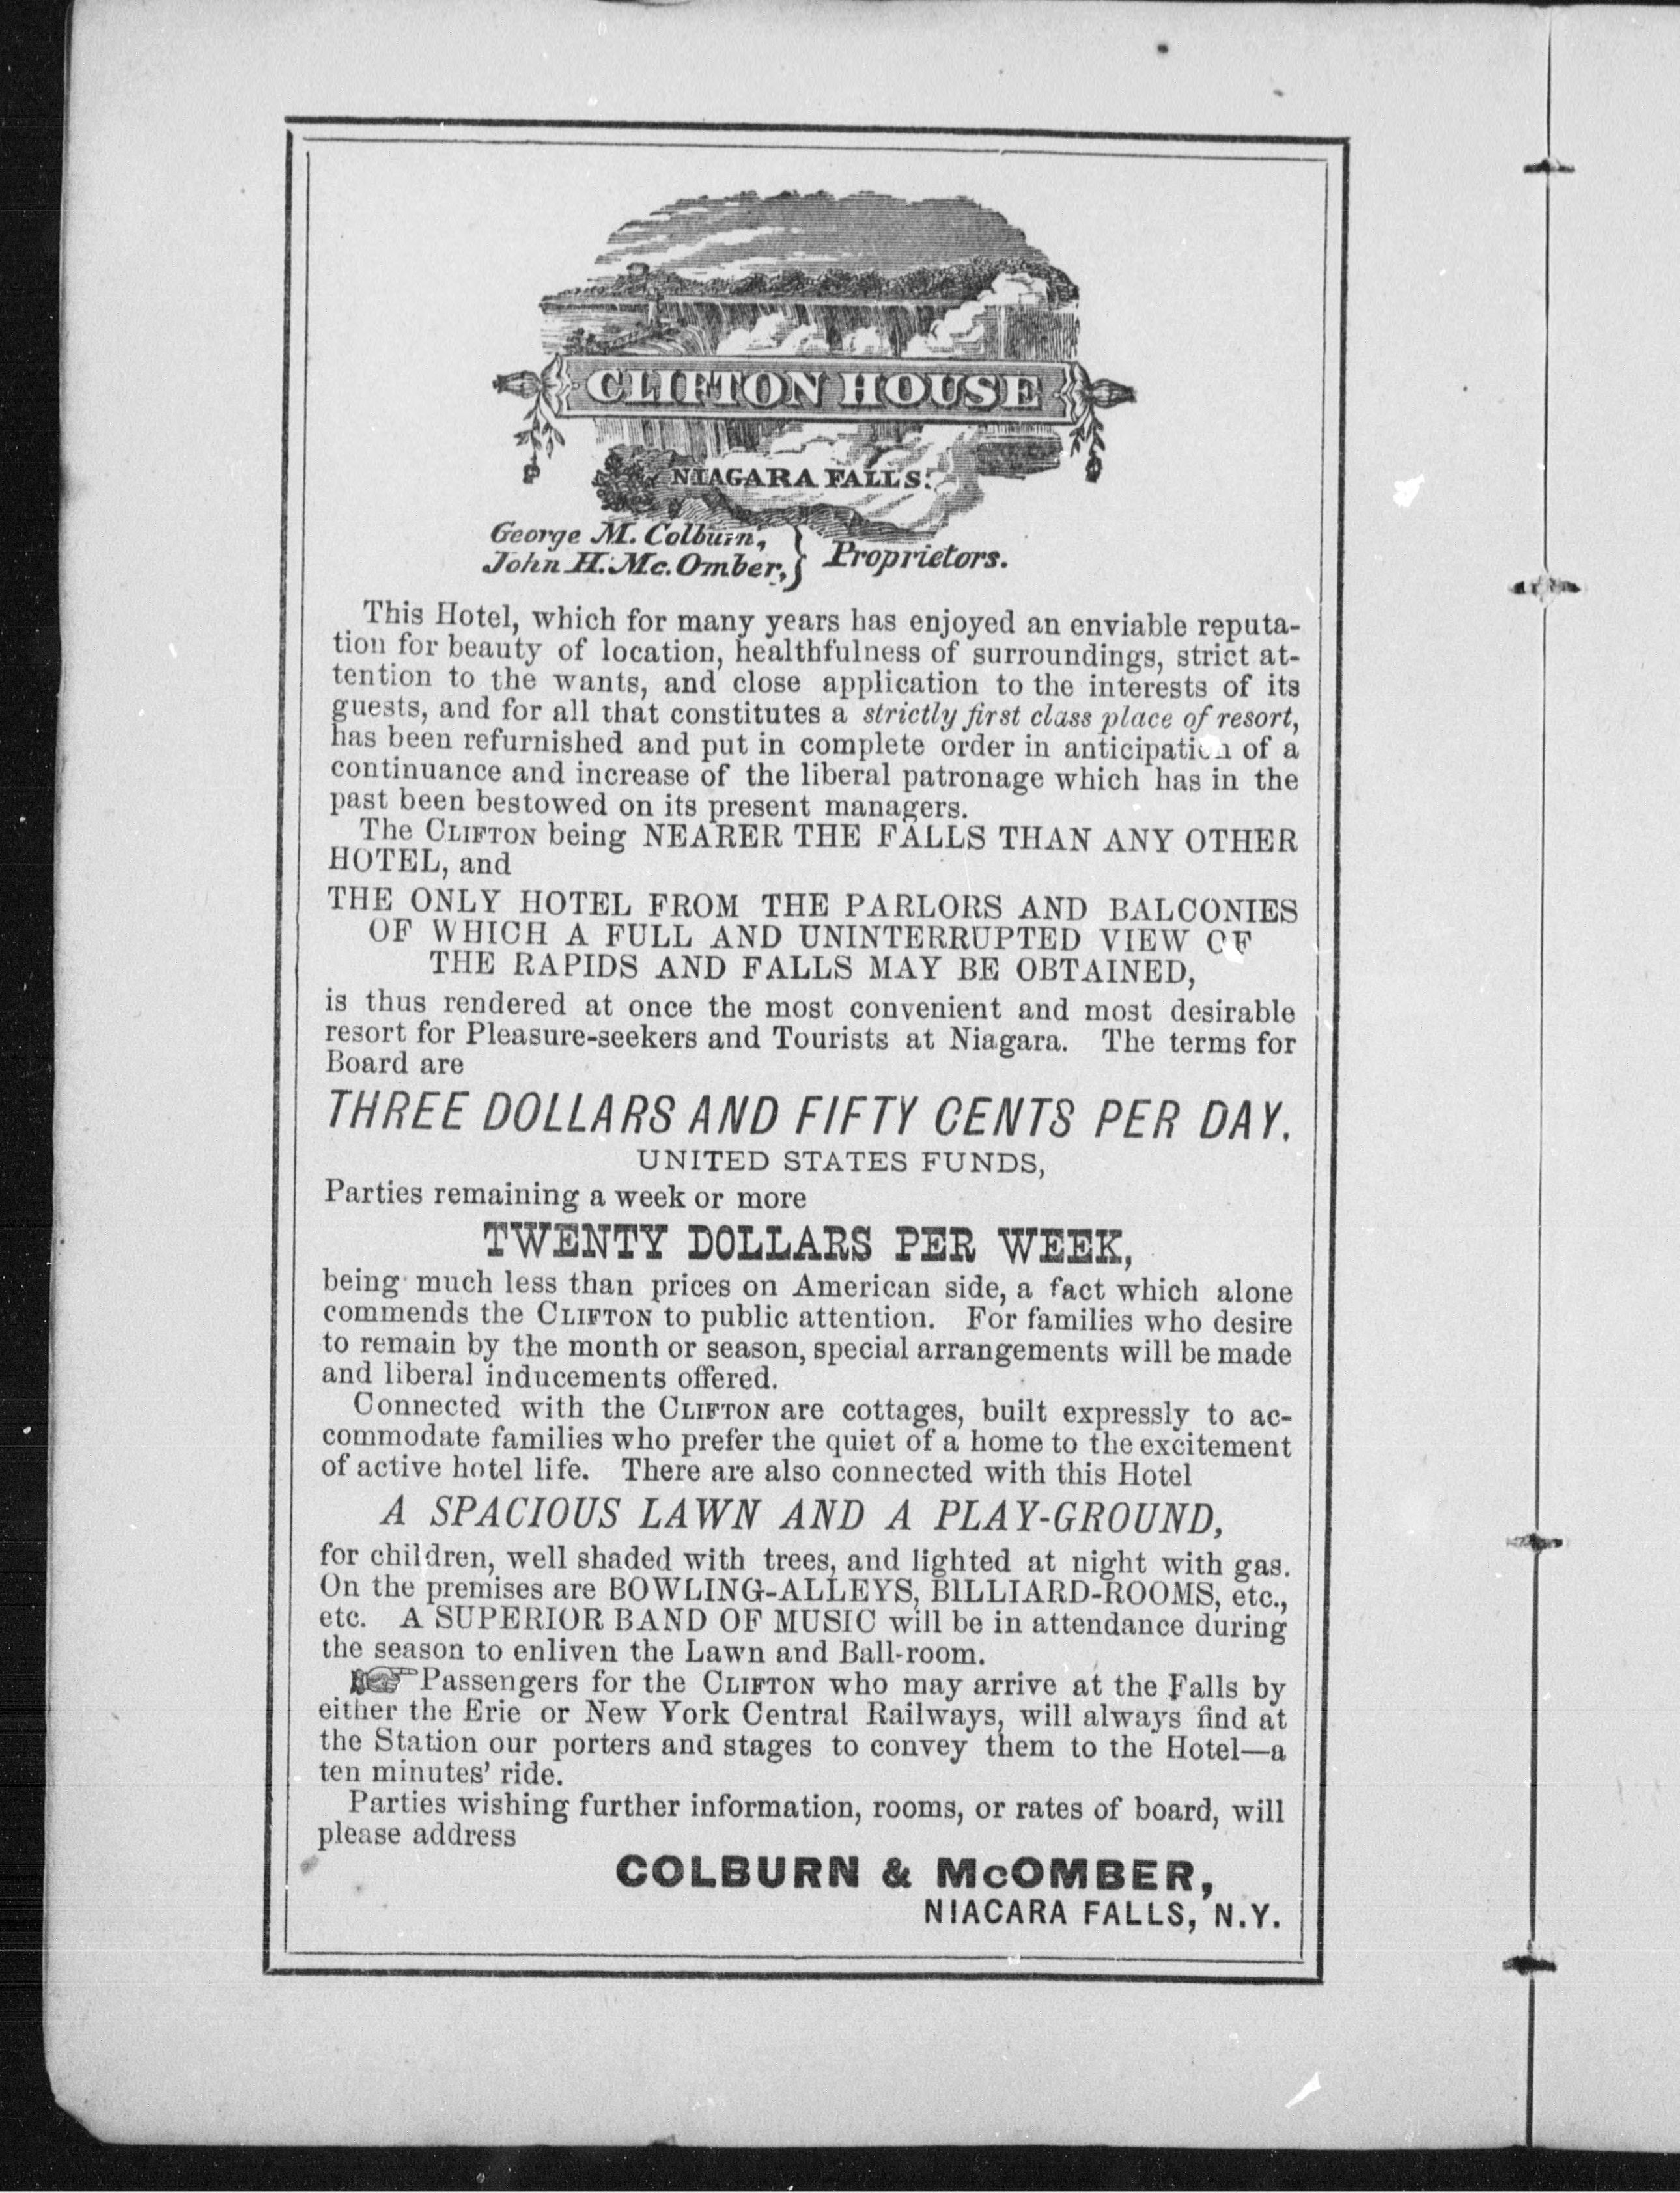 CLIFTON HOUSE
NIAGARA FALLS.
George M. Colburn,
John H. Mc. Omber, } Proprietors.
This Hotel, which for many years has enjoyed an enviable reputa-
tion for beauty of location, healthfulness of surroundings, strict at-
tention to the wants, and close application to the interests of its
guests, and for all that constitutes a strictly first class place of resort,
has been refurnished and put in complete order in anticipation of a
continuance and increase of the liberal patronage which has in the
past been bestowed on its present managers.
The CLIFTON being NEARER THE FALLS THAN ANY OTHER
HOTEL, and
THE ONLY HOTEL FROM THE PARLORS AND BALCONIES
OF WHICH A FULL AND UNINTERRUPTED VIEW OF
THE RAPIDS AND FALLS MAY BE OBTAINED,
is thus rendered at once the most convenient and most desirable
resort for Pleasure-seekers and Tourists at Niagara. The terms for
Board are
THREE DOLLARS AND FIFTY CENTS PER DAY.
UNITED STATES FUNDS,
Parties remaining a week or more
TWENTY DOLLARS PER WEEK,
being much less than prices on American side, a fact which alone
commends the CLIFTON to public attention. For families who desire
to remain by the month or season, special arrangements will be made
and liberal inducements offered.
Connected with the CLIFTON are cottages, built expressly to ac-
commodate families who prefer the quiet of a home to the excitement
of active hotel life. There are also connected with this Hotel
A SPACIOUS LAWN AND A PLAY-GROUND,
for children, well shaded with trees, and lighted at night with gas.
On the premises are BOWLING-ALLEYS, BILLIARD-ROOMS, etc.,
etc. A SUPERIOR BAND OF MUSIC will be in attendance during
the season to enliven the Lawn and Ball-room.
☞ Passengers for the CLIFTON who may arrive at the Falls by
either the Erie or New York Central Railways, will always find at
the Station our porters and stages to convey them to the Hotel—a
ten minutes' ride.
Parties wishing further information, rooms, or rates of board, will
please address
COLBURN & McOMBER,
NIAGARA FALLS, N.Y.